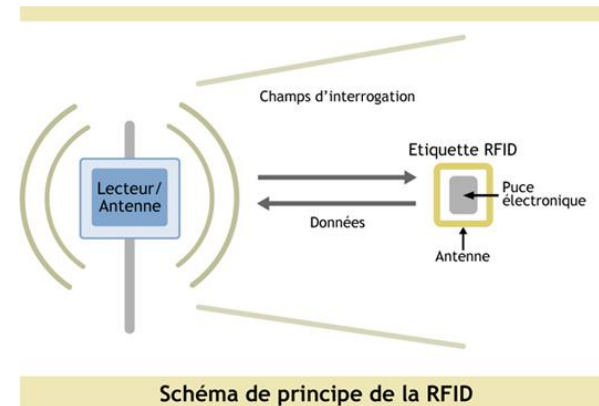 Champs d'interrogation
Lecteur/
Antenne
Etiquette RFID
Puce
électronique
Données
Antenne
Schéma de principe de la RFID